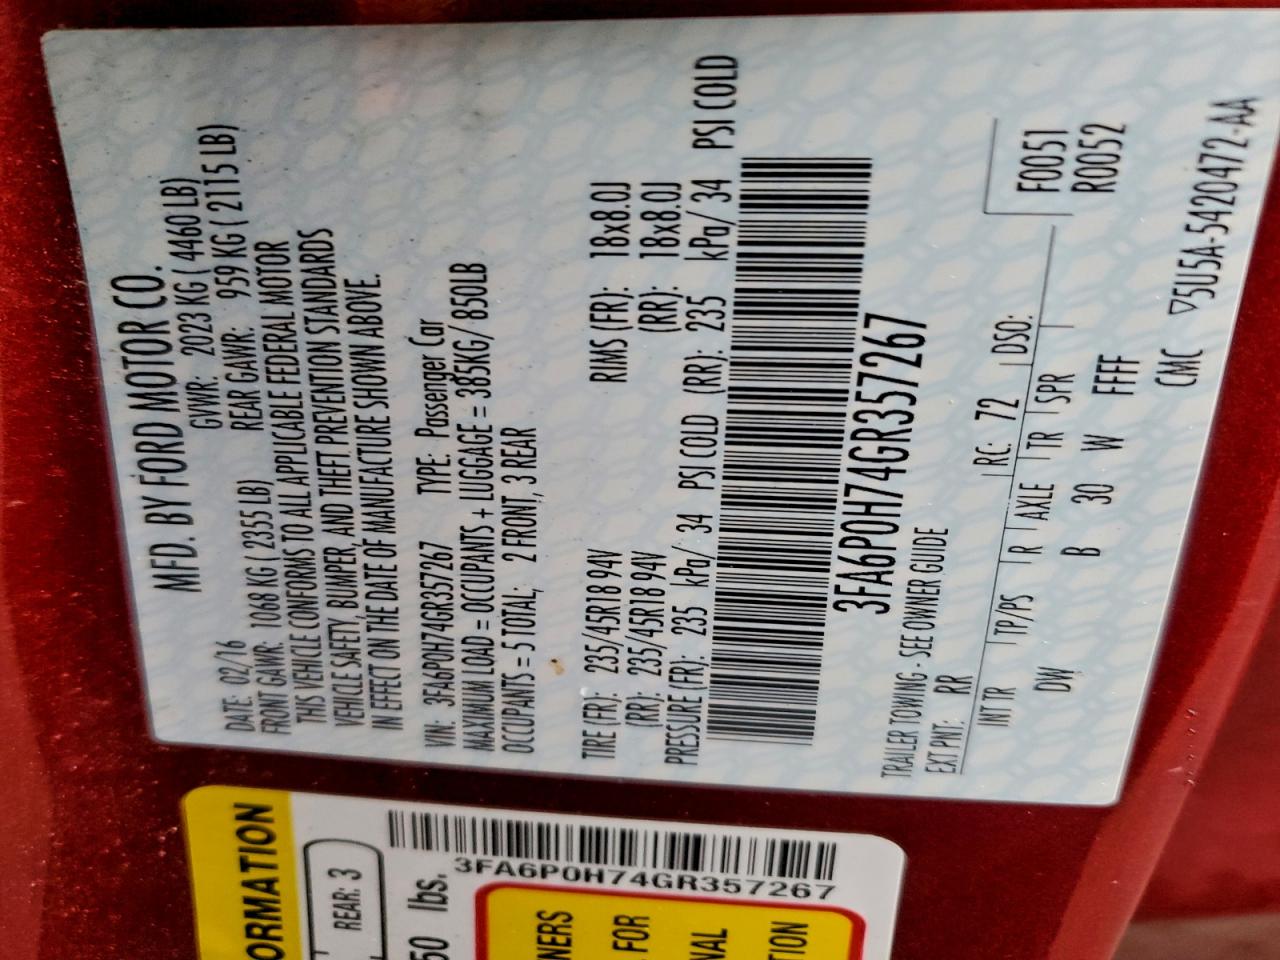 MFD. BY FORD MOTOR CO.
DATE: 02/16 GVWR: 2023 KG ( 4460 LB)
FRONT GAWR: 1068 KG ( 2355 LB) REAR GAWR: 959 KG ( 2115 LB)
THIS VEHICLE CONFORMS TO ALL APPLICABLE FEDERAL MOTOR
VEHICLE SAFETY, BUMPER, AND THEFT PREVENTION STANDARDS
IN EFFECT ON THE DATE OF MANUFACTURE SHOWN ABOVE.
VIN: 3FA6P0H74GR357267 TYPE: Passenger Car
MAXIMUM LOAD = OCCUPANTS + LUGGAGE = 385KG/ 850LB
OCCUPANTS = 5 TOTAL; 2 FRONT, 3 REAR
TIRE (FR): 235/45R18 94V RIMS (FR): 18x8.0J
(RR): 235/45R18 94V (RR): 18x8.0J
PRESSURE (FR): 235 kPa/ 34 PSI COLD (RR): 235 kPa/ 34 PSI COLD
3FA6P0H74GR357267
TRAILER TOWING - SEE OWNER GUIDE
EXT PNT: RR RC: 72 DSO: F0051
R0052
INT TR TP/PS R AXLE TR SPR
DW B 30 W FFFF
CMC ▽5U5A-5420472-AA
ORMATION
REAR: 3
50 lbs.
3FA6P0H74GR357267
NERS
FOR
NAL
TION